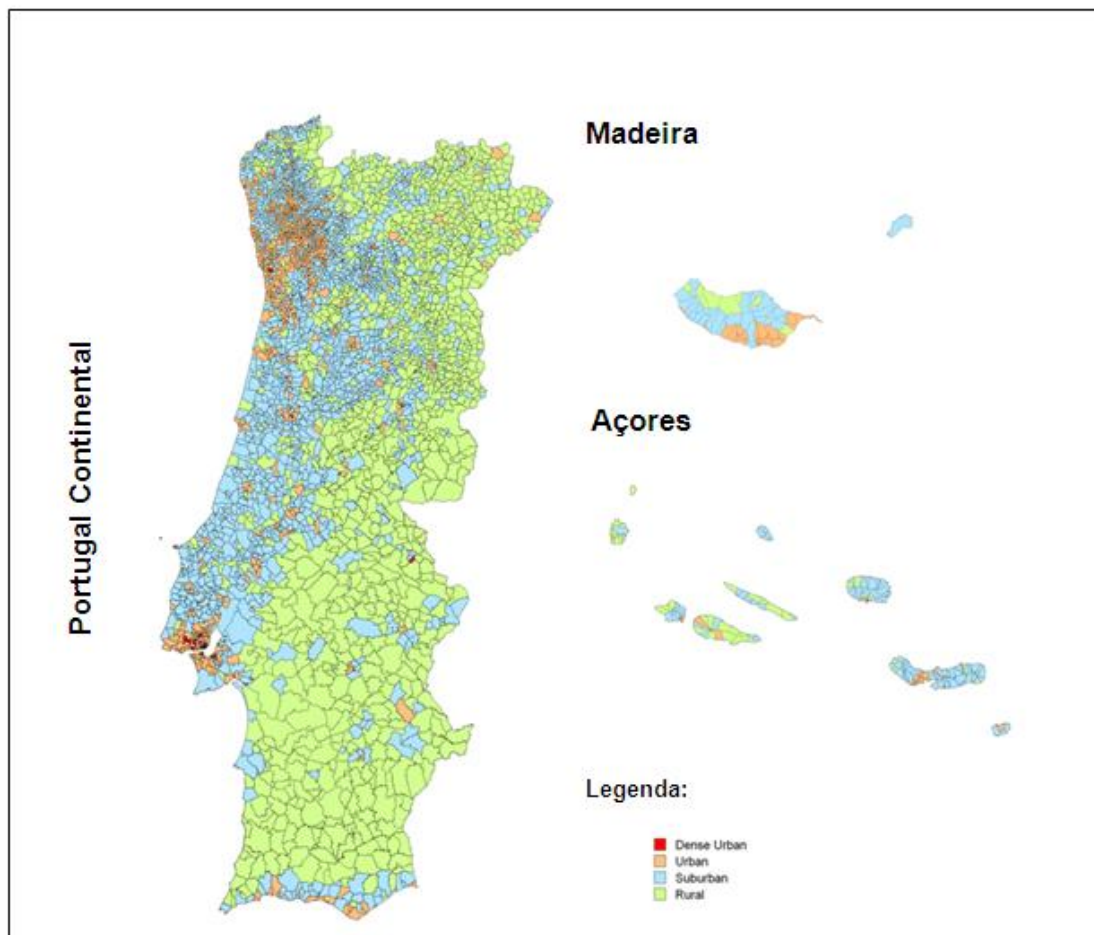 Portugal Continental
Madeira
Açores
Legenda:
Dense Urban
Urban
Suburban
Rural